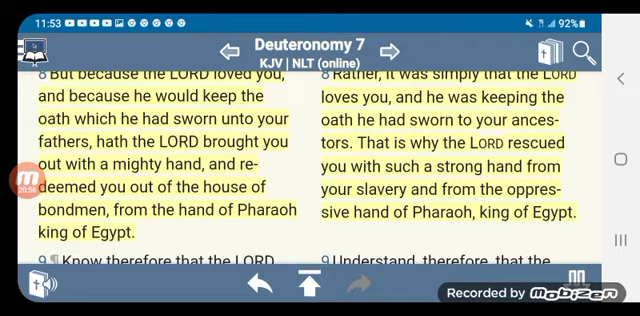 11:53
92%
Deuteronomy 7
KJV | NLT (online)
8 But because the LORD loved you,
and because he would keep the
oath which he had sworn unto your
fathers, hath the LORD brought you
out with a mighty hand, and re-
deemed you out of the house of
bondmen, from the hand of Pharaoh
king of Egypt.
9 ¶ Know therefore that the LORD
8 Rather, it was simply that the LORD
loves you, and he was keeping the
oath he had sworn to your ances-
tors. That is why the LORD rescued
you with such a strong hand from
your slavery and from the oppres-
sive hand of Pharaoh, king of Egypt.
9 Understand, therefore, that the
20:56
Recorded by MOBIZEN